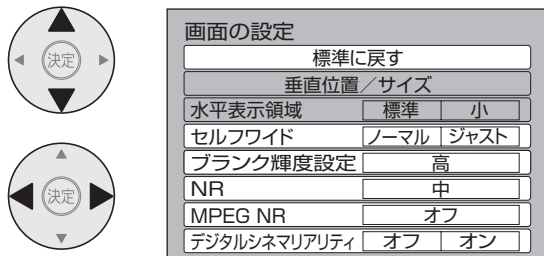 決定
決定
画面の設定
標準に戻す
垂直位置／サイズ
水平表示領域 標準 小
セルフワイド ノーマル ジャスト
ブランク輝度設定 高
NR 中
MPEG NR オフ
デジタルシネマリアリティ オフ オン